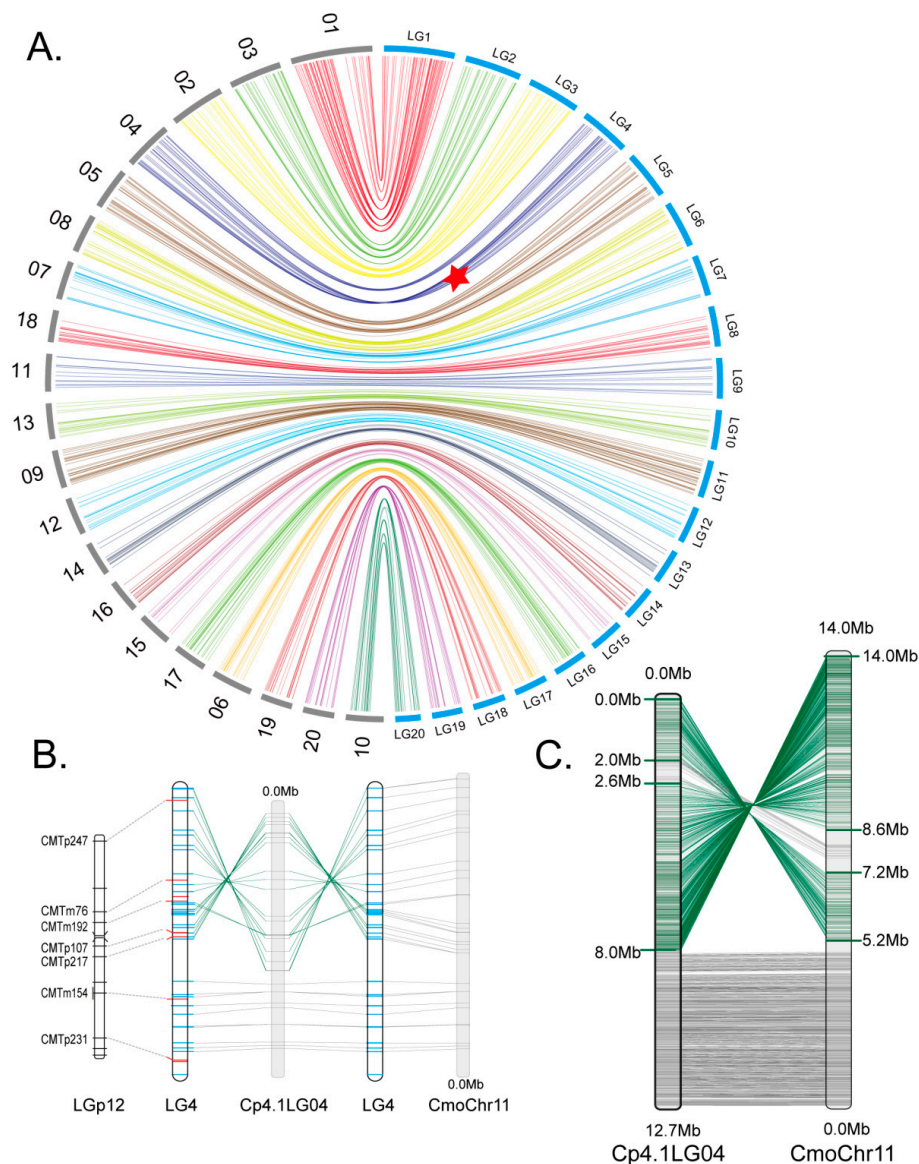 A.
01
03
02
04
05
08
07
18
11
13
09
12
14
16
15
17
06
19
20
10
LG1
LG2
LG3
LG4
LG5
LG6
LG7
LG8
LG9
LG10
LG11
LG12
LG13
LG14
LG15
LG16
LG17
LG18
LG19
LG20
B.
0.0Mb
CMTp247
CMTm76
CMTm192
CMTp107
CMTp217
CMTm154
CMTp231
0.0Mb
LGp12 LG4 Cp4.1LG04 LG4 CmoChr11
C.
14.0Mb
14.0Mb
0.0Mb
0.0Mb
2.0Mb
2.6Mb
8.6Mb
7.2Mb
8.0Mb
5.2Mb
12.7Mb 0.0Mb
Cp4.1LG04 CmoChr11